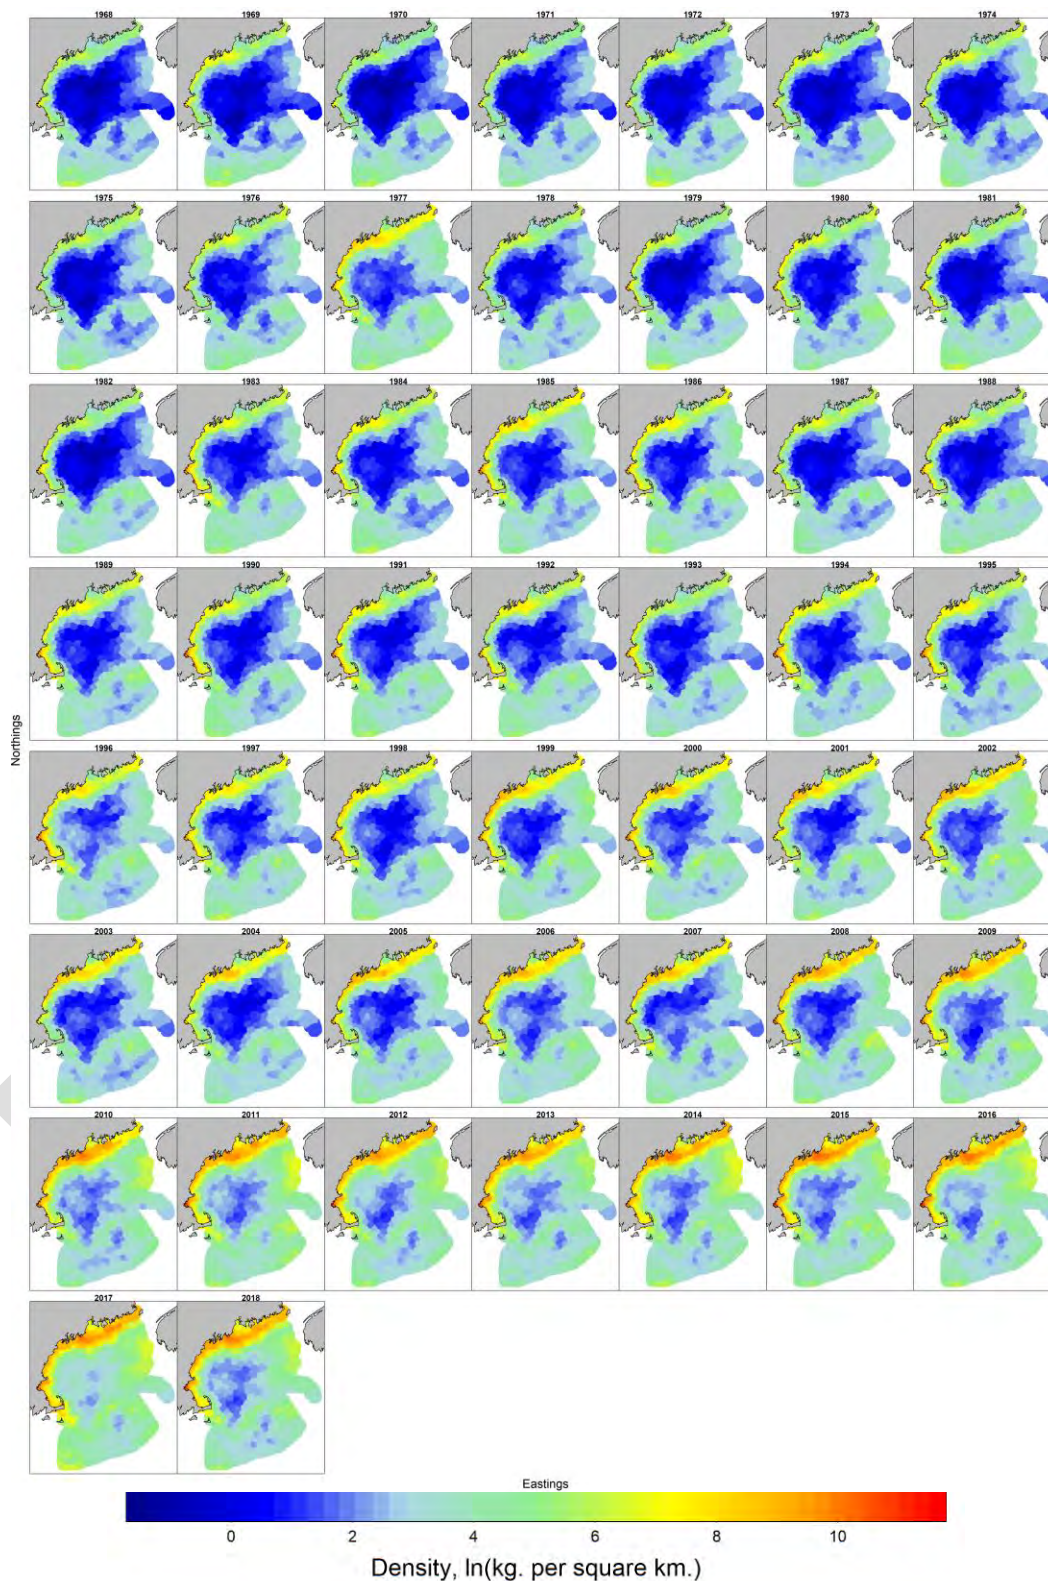 1968 1969 1970 1971 1972 1973 1974
1975 1976 1977 1978 1979 1980 1981
1982 1983 1984 1985 1986 1987 1988
1989 1990 1991 1992 1993 1994 1995
Northings
1996 1997 1998 1999 2000 2001 2002
2003 2004 2005 2006 2007 2008 2009
2010 2011 2012 2013 2014 2015 2016
2017 2018
Eastings
0 2 4 6 8 10
Density, ln(kg. per square km.)